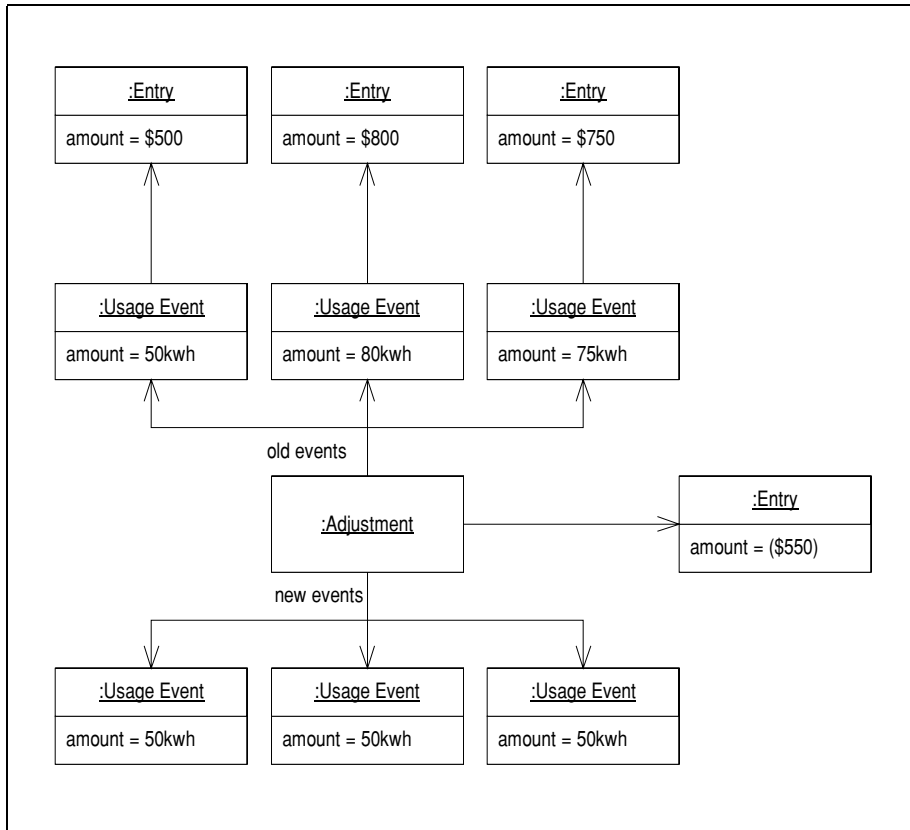 :Entry
:Entry
:Entry
amount = $500
amount = $800
amount = $750
:Usage Event
:Usage Event
:Usage Event
amount = 50kwh
amount = 80kwh
amount = 75kwh
old events
:Adjustment
:Entry
amount = ($550)
new events
:Usage Event
:Usage Event
:Usage Event
amount = 50kwh
amount = 50kwh
amount = 50kwh